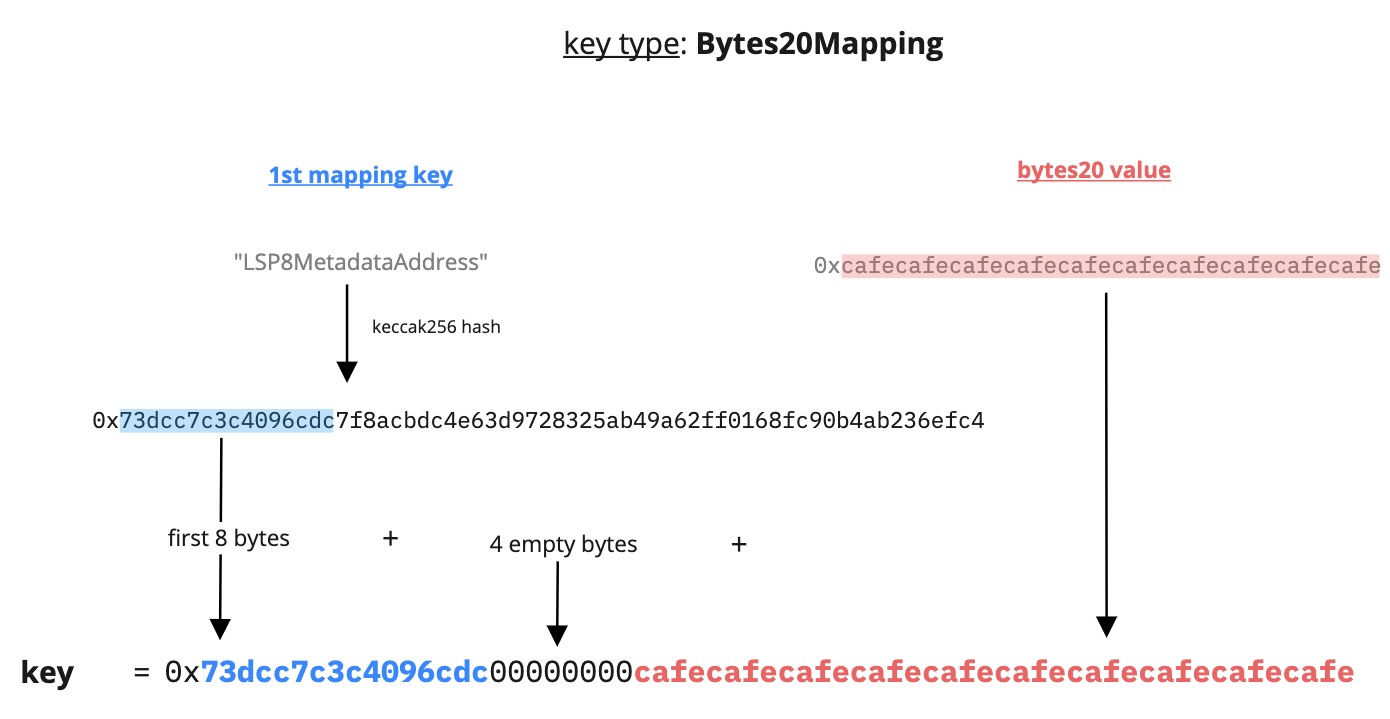 key type: Bytes20Mapping
1st mapping key
bytes20 value
"LSP8MetadataAddress"
0xcafecafecafecafecafecafecafecafecafecafe
keccak256 hash
0x73dcc7c3c4096cdc7f8acbdc4e63d9728325ab49a62ff0168fc90b4ab236efc4
first 8 bytes + 4 empty bytes +
key = 0x73dcc7c3c4096cdc00000000cafecafecafecafecafecafecafecafecafecafe